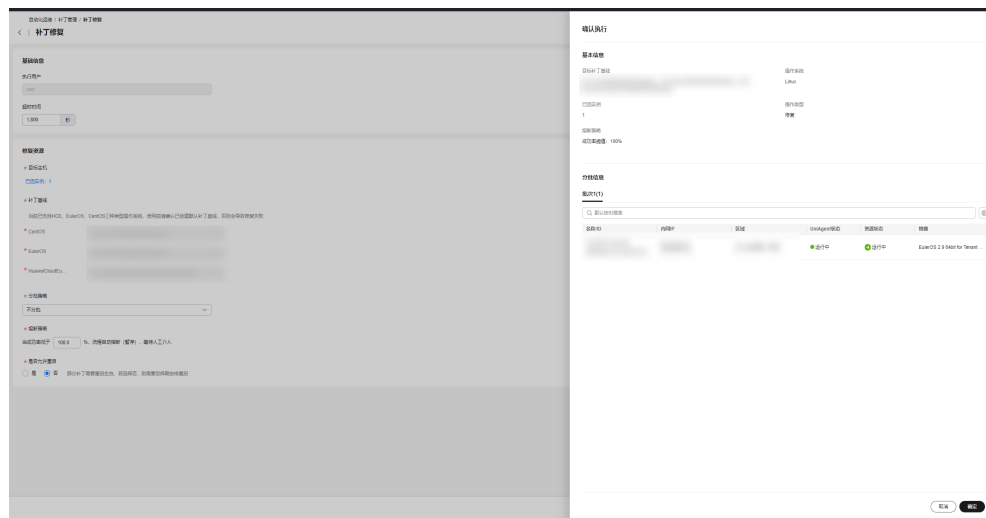 自动化运维 / 补丁管理 / 补丁修复
补丁修复
基础信息
执行用户
超时时间
1,800 秒
修复资源
* 目标主机
已选实例：1
* 补丁基线
当前已支持HCE、EulerOS、CentOS三种类型操作系统，使用前请确认已创建默认补丁基线，否则会导致修复失败
* CentOS
* EulerOS
* HuaweiCloudEu...
* 分批策略
不分批
* 熔断策略
当成功率低于 100.0 %，流程自动熔断（暂停），等待人工介入
* 是否允许重启
是 否 部分补丁需要重启生效，若选择否，则需要您择期安排重启
确认执行
基本信息
目标补丁基线
操作系统
Linux
已选实例
1
操作类型
修复
熔断策略
成功率阈值：100%
分批信息
批次1(1)
默认按ID搜索
名称/ID 内网IP 区域 UniAgent状态 资源状态 镜像
运行中 运行中 EulerOS 2.9 64bit for Tenant ...
取消 确定